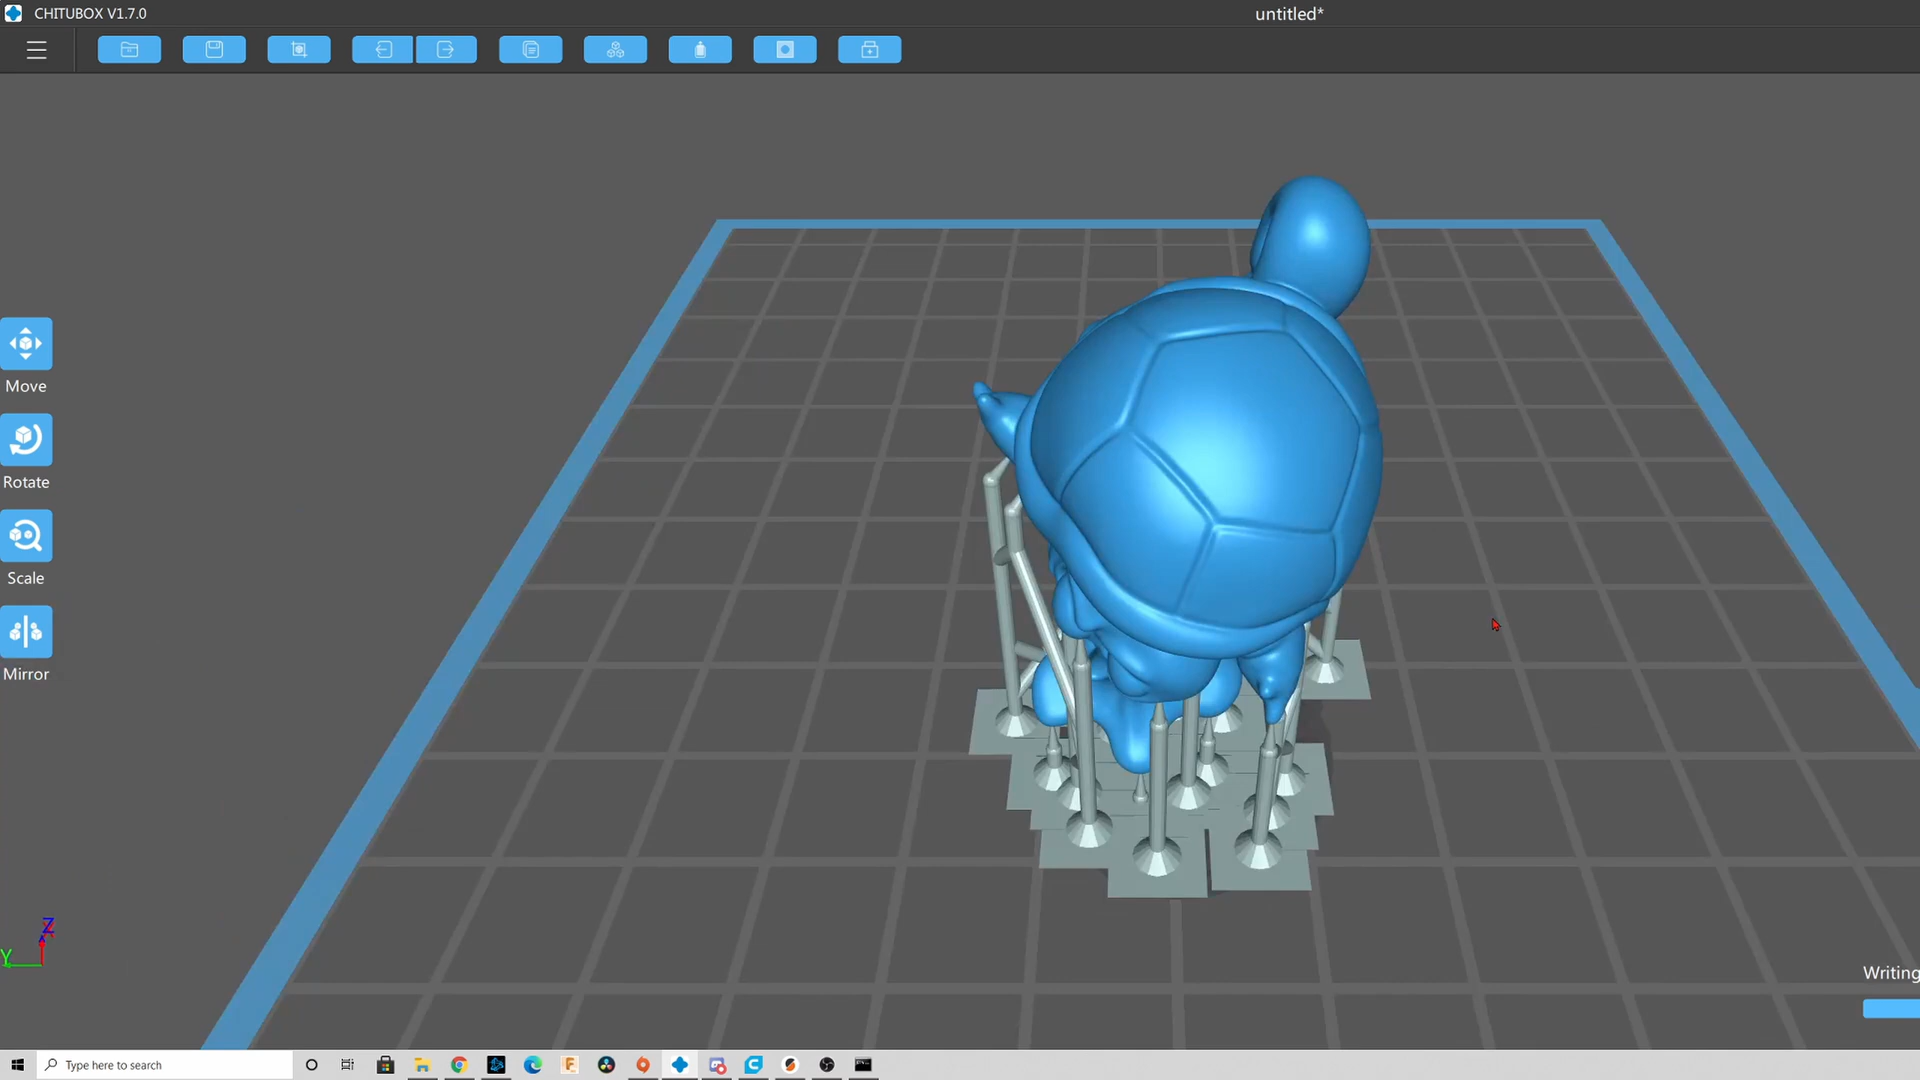 CHITUBOX V1.7.0
untitled*
Move
Rotate
Scale
Mirror
Z
Y
Writing
Type here to search